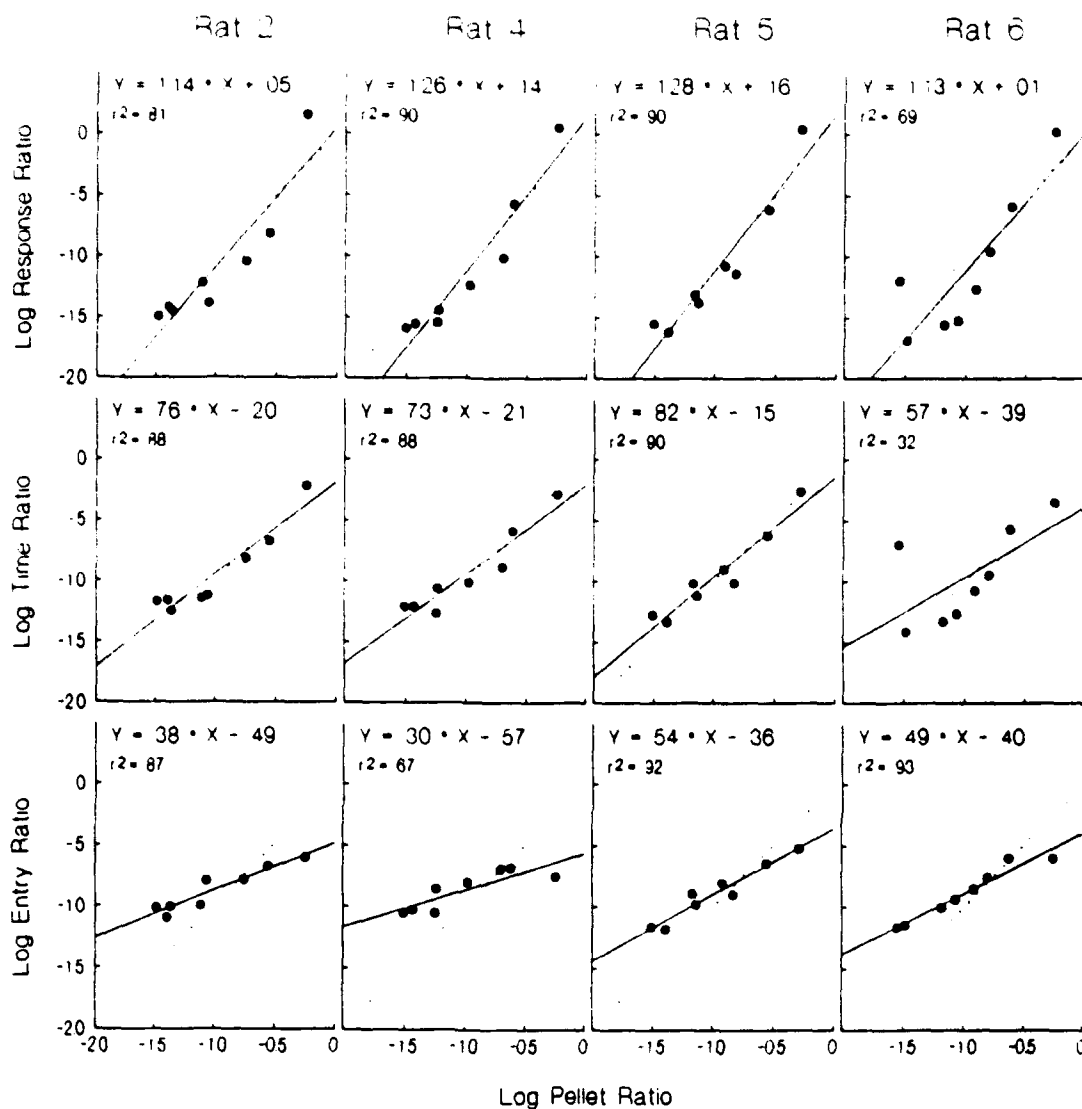 Rat 2 Rat 4 Rat 5 Rat 6
Y = 114 * X + 05 Y = 126 * X + 14 Y = 128 * X + 16 Y = 113 * X + 01
r2= 81 r2= 90 r2= 90 r2= 69
0
-5
-10
-15
-20
Log Response Ratio
Y = 76 * X - 20 Y = 73 * X - 21 Y = 82 * X - 15 Y = 57 * X - 39
r2= 88 r2= 88 r2= 90 r2= 32
0
-5
-10
-15
-20
Log Time Ratio
Y = 38 * X - 49 Y = 30 * X - 57 Y = 54 * X - 36 Y = 49 * X - 40
r2= 87 r2= 67 r2= 92 r2= 93
0
-5
-10
-15
-20
Log Entry Ratio
-20 -15 -10 -05 0 -15 -10 -05 0 -15 -10 -05 0 -15 -10 -05 0
Log Pellet Ratio